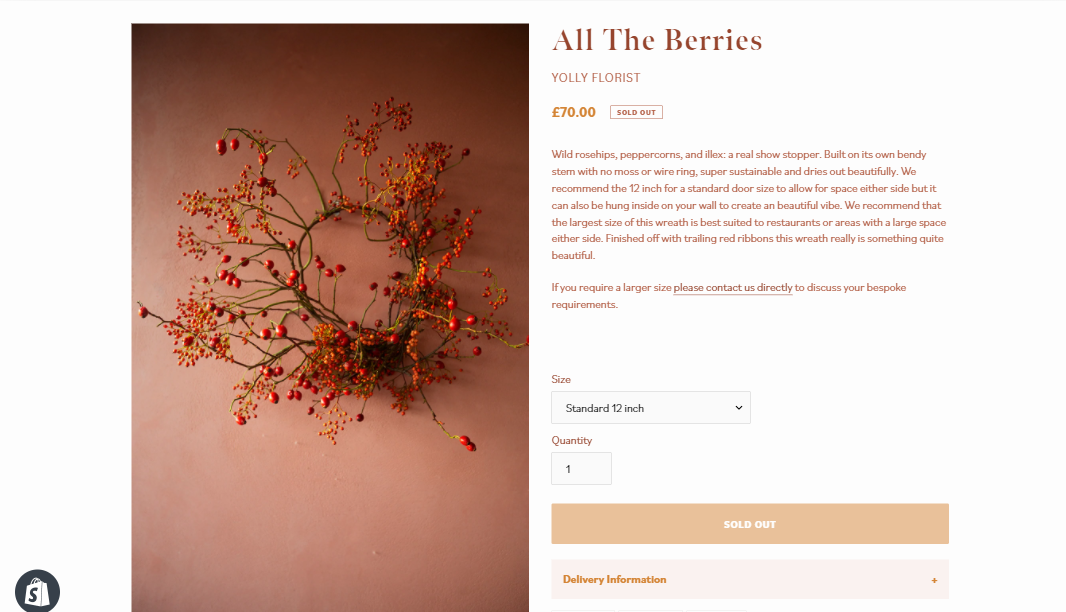 All The Berries
YOLLY FLORIST
£70.00 SOLD OUT
Wild rosehips, peppercorns, and illex: a real show stopper. Built on its own bendy
stem with no moss or wire ring, super sustainable and dries out beautifully. We
recommend the 12 inch for a standard door size to allow for space either side but it
can also be hung inside on your wall to create an beautiful vibe. We recommend that
the largest size of this wreath is best suited to restaurants or areas with a large space
either side. Finished off with trailing red ribbons this wreath really is something quite
beautiful.
If you require a larger size please contact us directly to discuss your bespoke
requirements.
Size
Standard 12 inch
Quantity
1
SOLD OUT
Delivery Information +